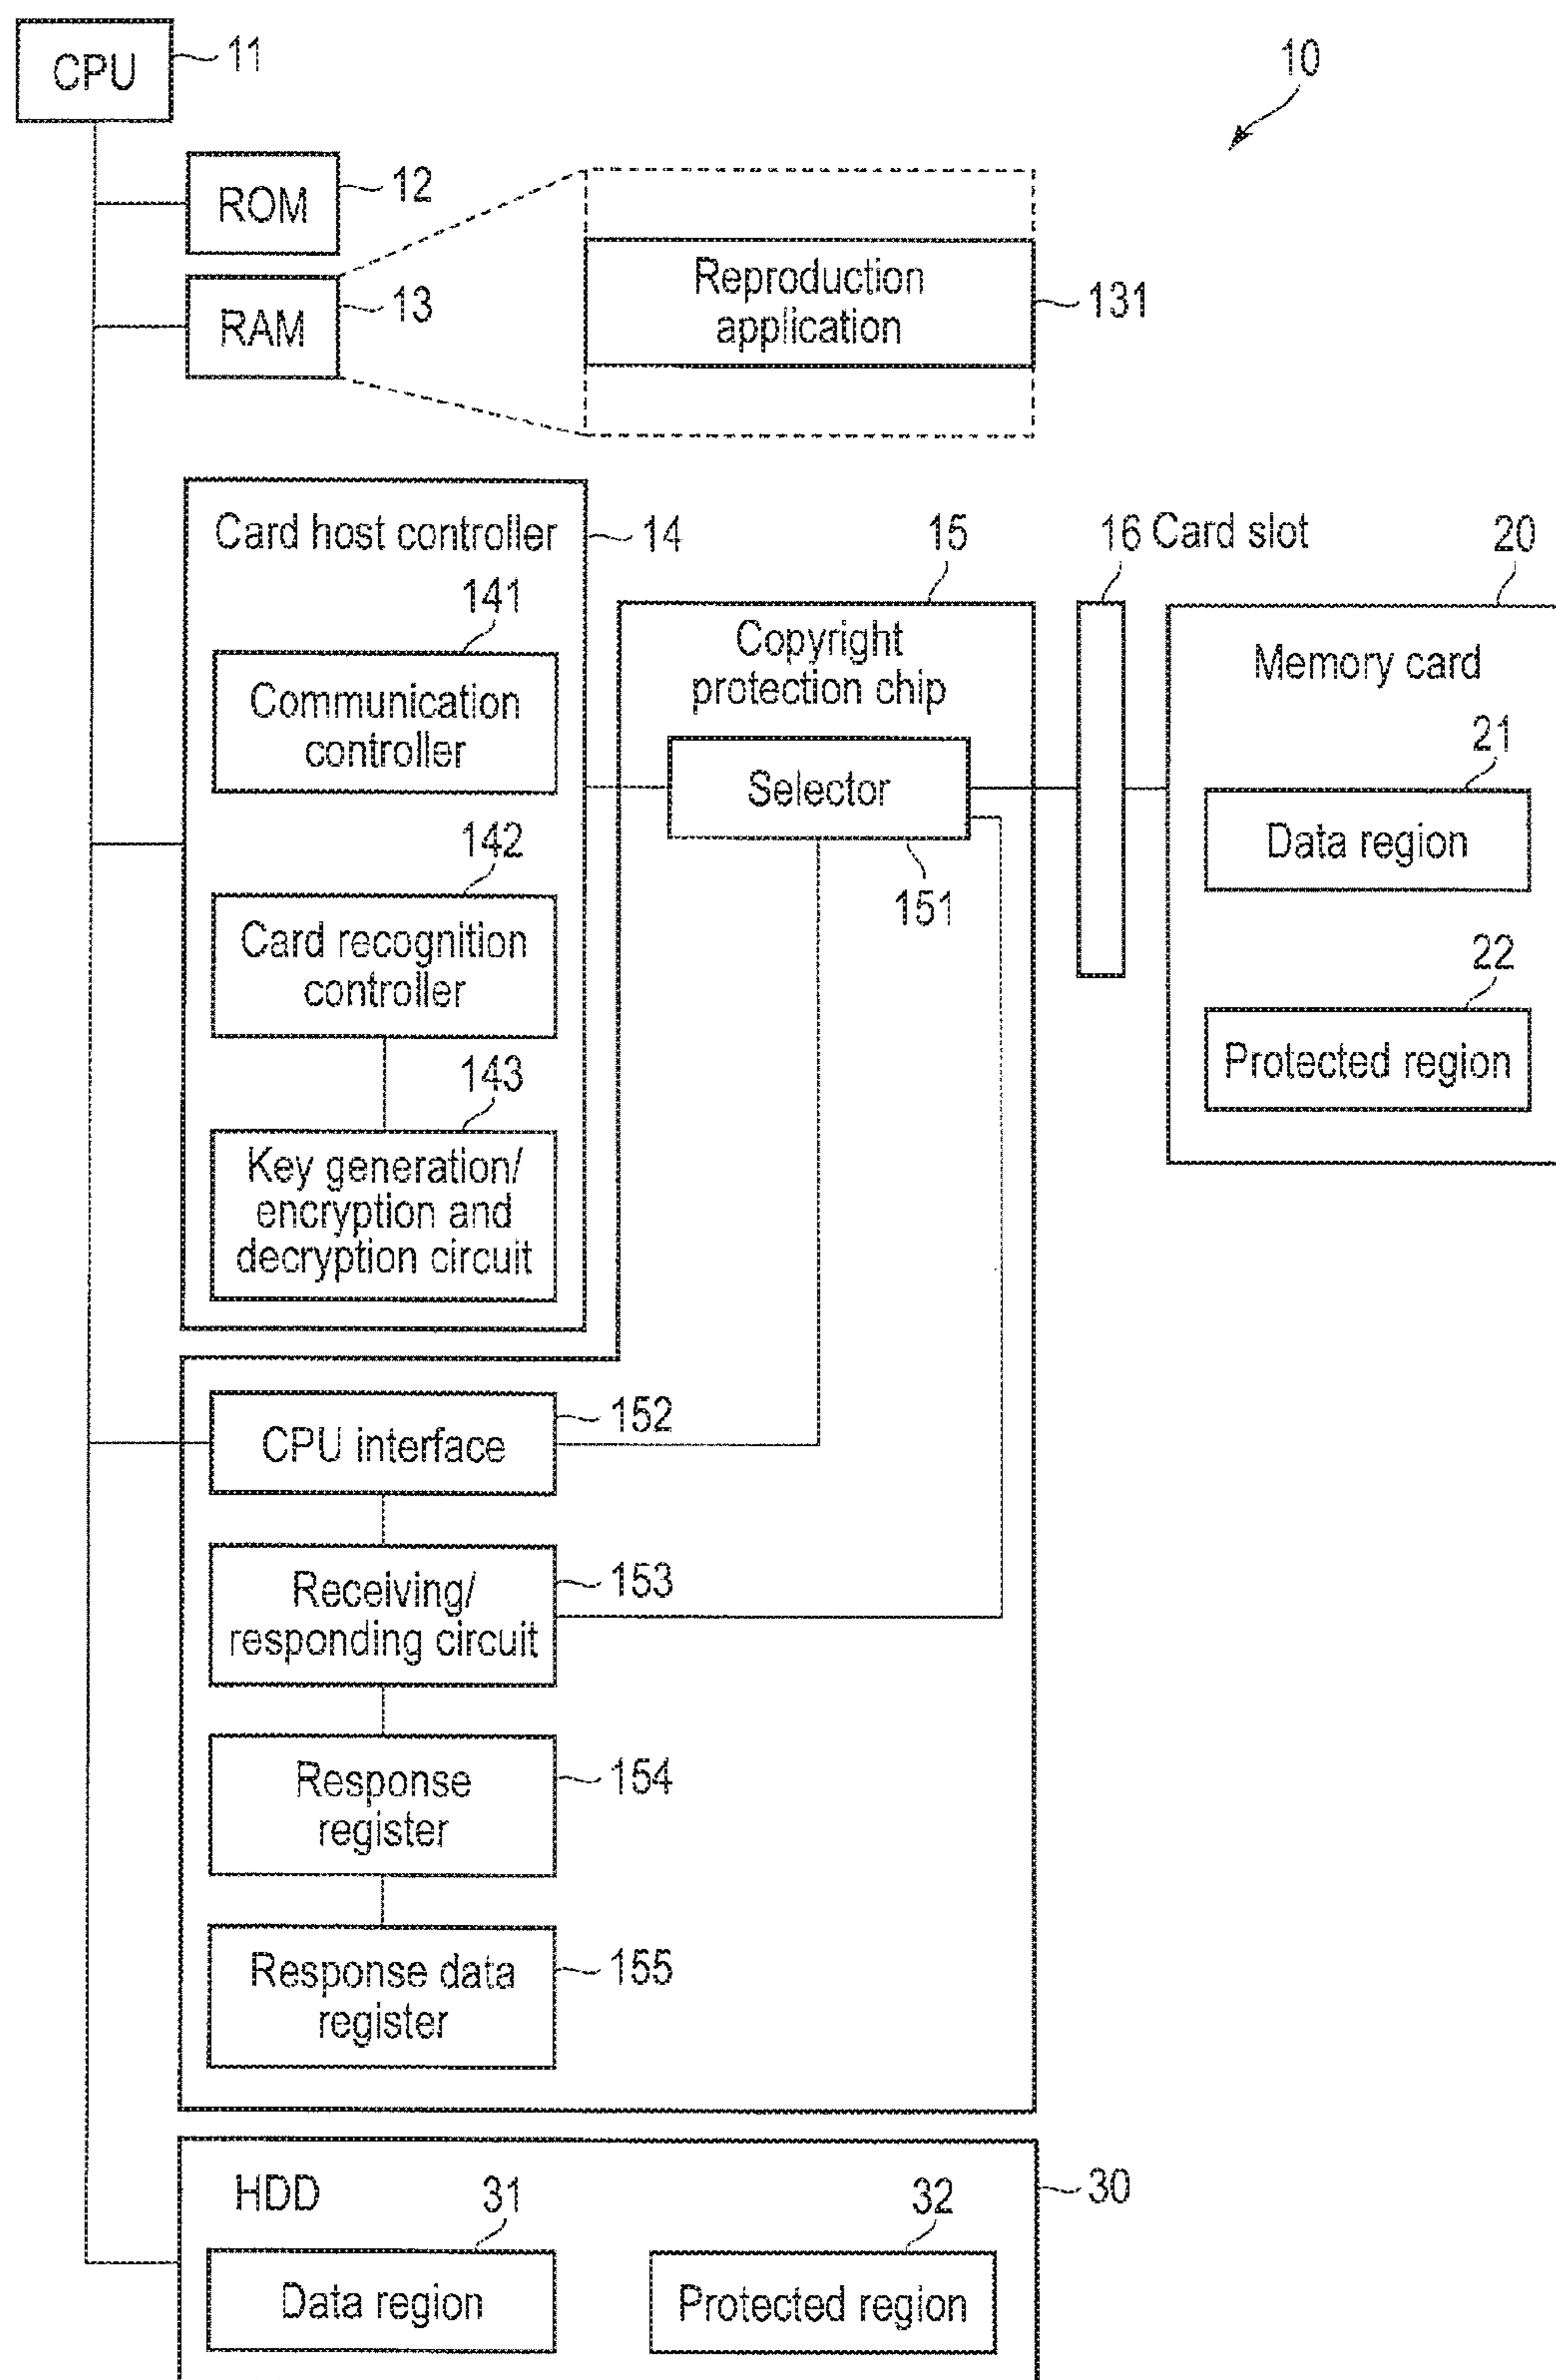 CPU
11
10
ROM
12
RAM
13
Reproduction
application
131
Card host controller
14
15
16 Card slot
20
141
Communication
controller
Copyright
protection chip
Memory card
Selector
151
21
Data region
142
Card recognition
controller
22
Protected region
143
Key generation/
encryption and
decryption circuit
CPU interface
152
Receiving/
responding circuit
153
Response
register
154
Response data
register
155
HDD
30
31
Data region
32
Protected region